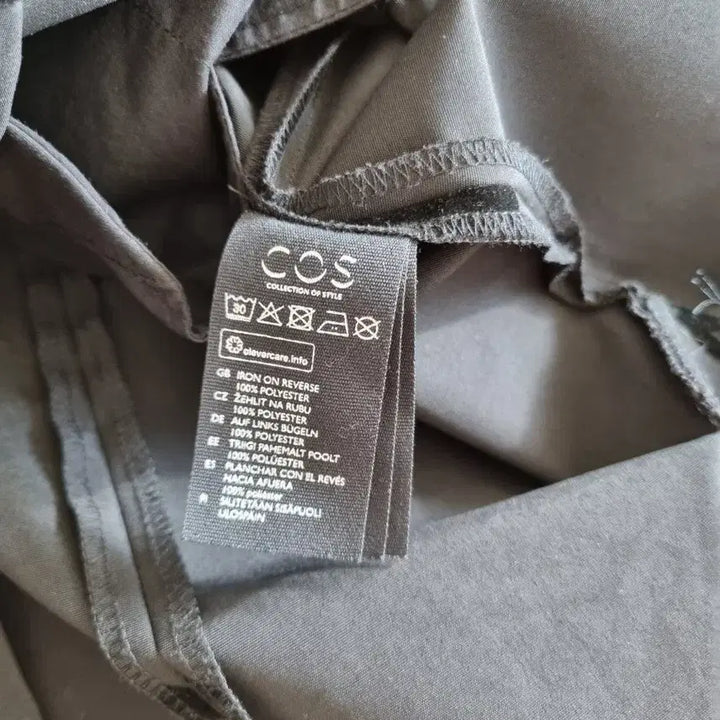 COS
COLLECTION OF STYLE
30
clevercare.info
GB IRON ON REVERSE
100% POLYESTER
CZ ŽEHLIT NA RUBU
100% POLYESTER
DE AUF LINKS BÜGELN
100% POLYESTER
EE TRIIGI PAHEMALT POOLT
100% POLÜESTER
ES PLANCHAR CON EL REVÉS
HACIA AFUERA
100% poliéster
FI SILITETÄÄN SISÄPUOLI
ULOSPÄIN